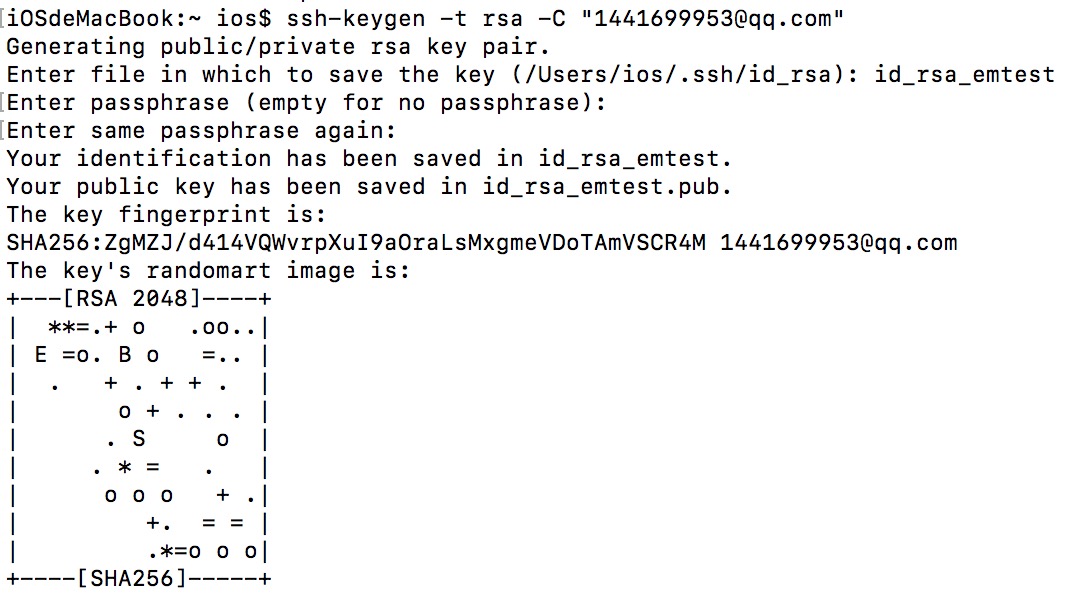 iOSdeMacBook:~ ios$ ssh-keygen -t rsa -C "1441699953@qq.com"
Generating public/private rsa key pair.
Enter file in which to save the key (/Users/ios/.ssh/id_rsa): id_rsa_emtest
Enter passphrase (empty for no passphrase):
Enter same passphrase again:
Your identification has been saved in id_rsa_emtest.
Your public key has been saved in id_rsa_emtest.pub.
The key fingerprint is:
SHA256:ZgMZJ/d414VQWvrpXuI9aOraLsMxgmeVDoTAmVSCR4M 1441699953@qq.com
The key's randomart image is:
+---[RSA 2048]----+
|  **=.+ o   .oo..|
| E =o. B o   =.. |
|  .   + . + + .  |
|       o + . . . |
|      . S     o  |
|     . * =   .   |
|      o o o   + .|
|         +.  = = |
|         .*=o o o|
+----[SHA256]-----+